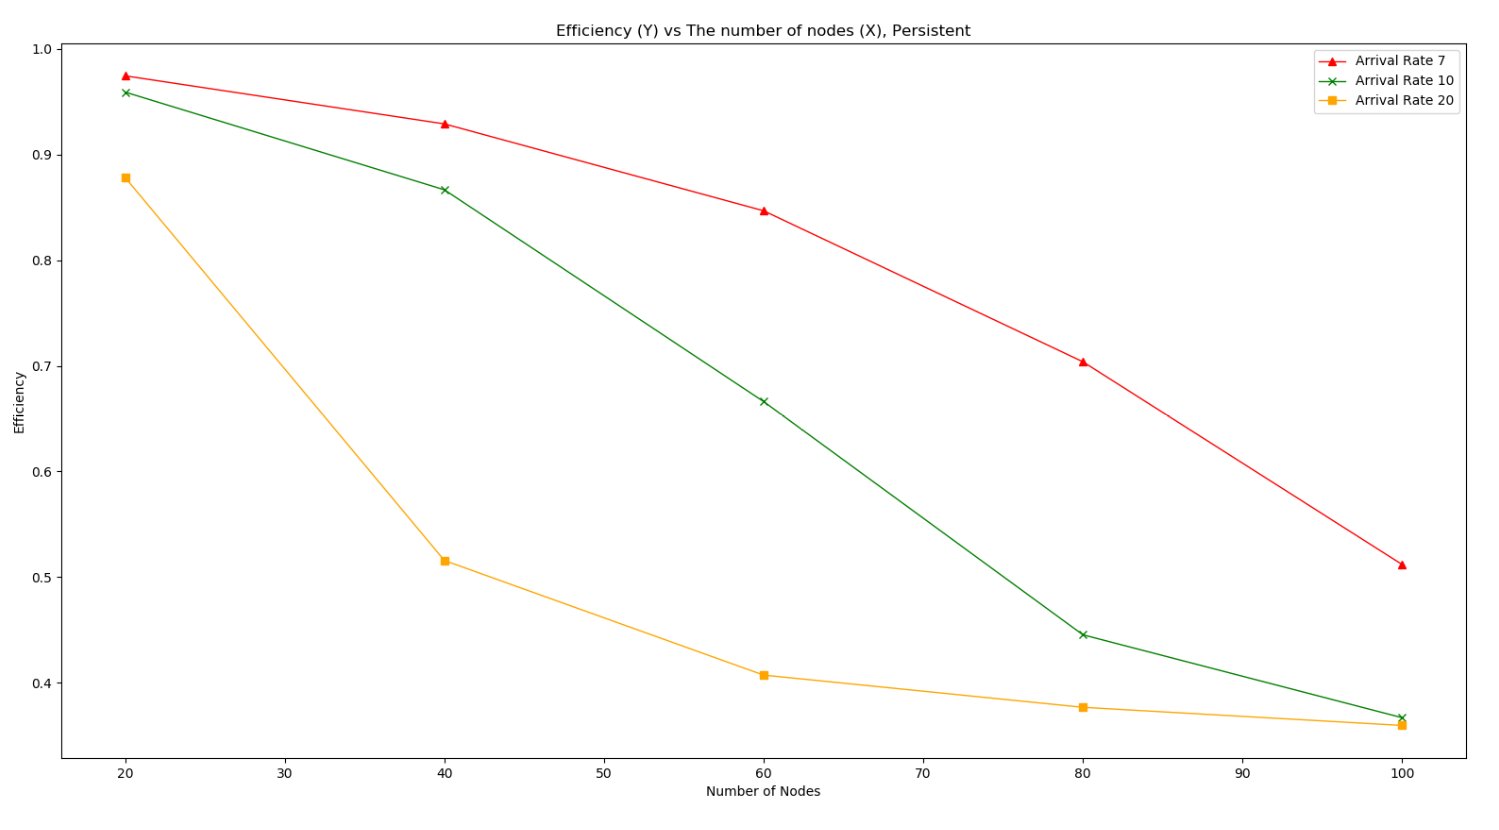 Efficiency (Y) vs The number of nodes (X), Persistent
Arrival Rate 7
Arrival Rate 10
Arrival Rate 20
Efficiency
1.0
0.9
0.8
0.7
0.6
0.5
0.4
20 30 40 50 60 70 80 90 100
Number of Nodes